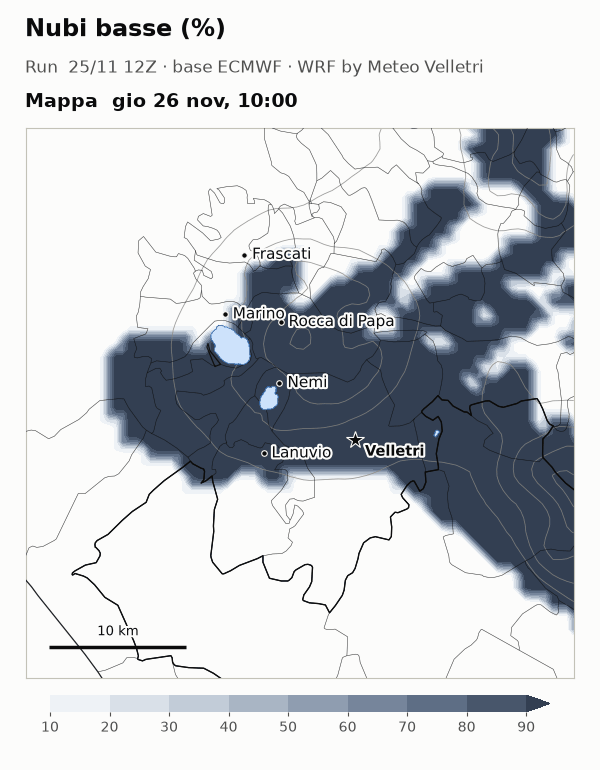 Nubi basse (%)
Run  25/11 12Z · base ECMWF · WRF by Meteo Velletri
Mappa  gio 26 nov, 10:00
Frascati
Marino
Rocca di Papa
Nemi
Velletri
Lanuvio
10 km
10 20 30 40 50 60 70 80 90